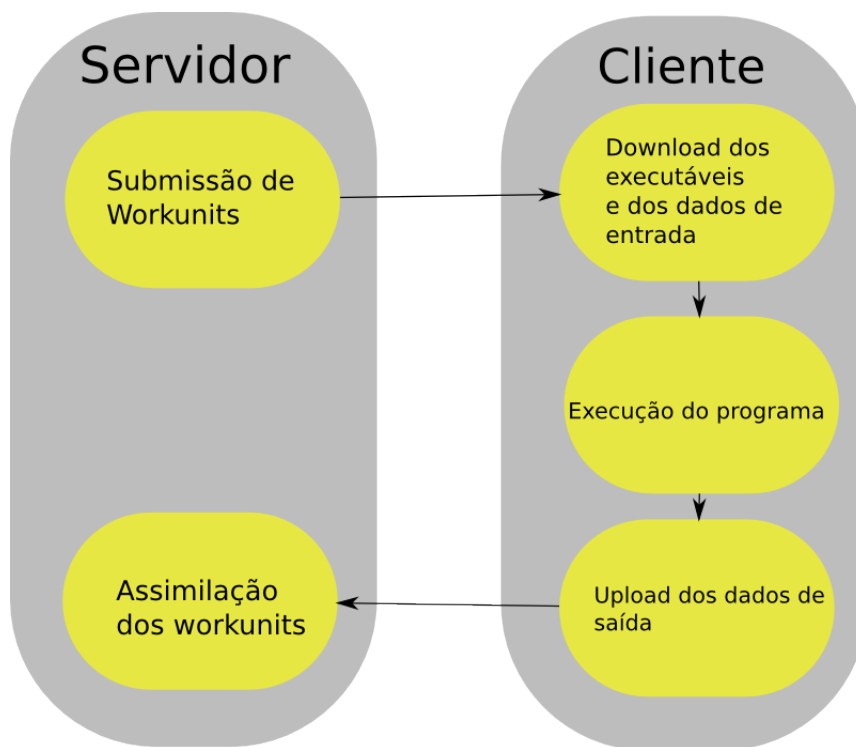 Servidor
Submissão de
Workunits
Assimilação
dos workunits
Cliente
Download dos
executáveis
e dos dados de
entrada
Execução do programa
Upload dos dados de
saída